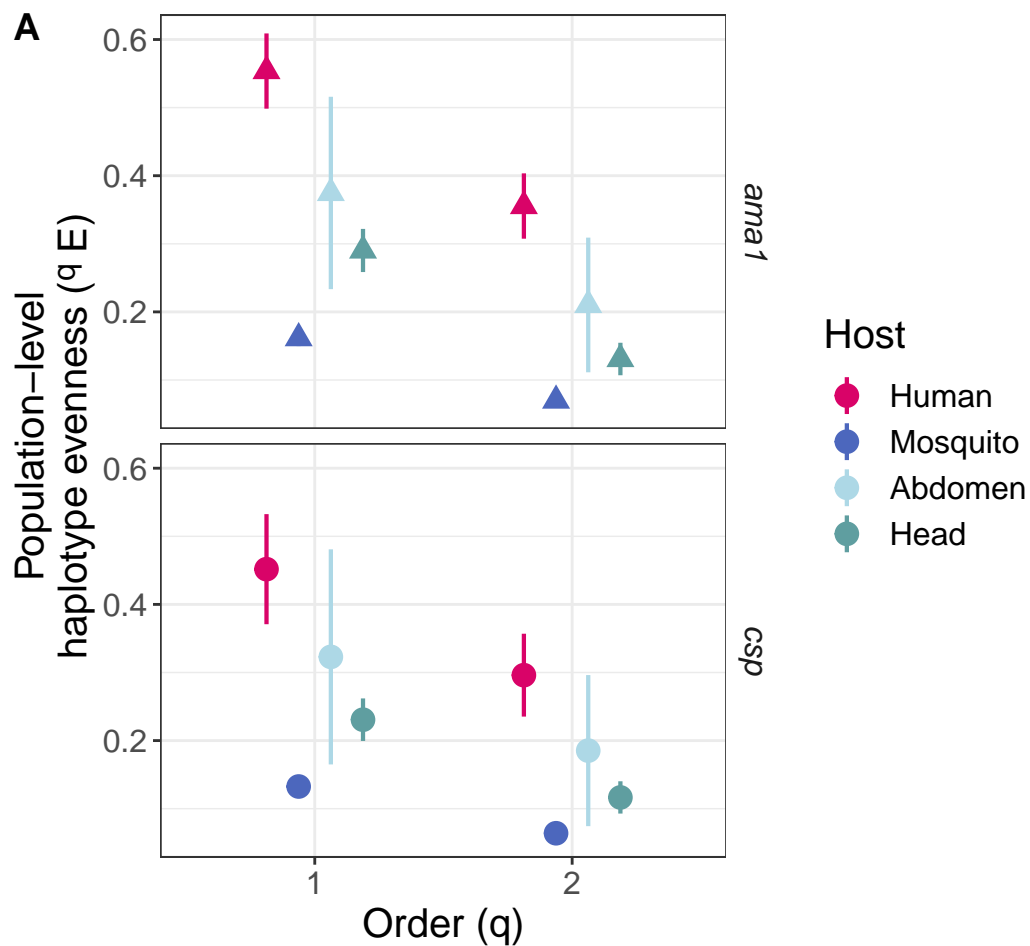 A
Population−level
haplotype evenness (q E)
0.6
0.4
0.2
ama1
0.6
0.4
0.2
csp
1
2
Order (q)
Host
Human
Mosquito
Abdomen
Head